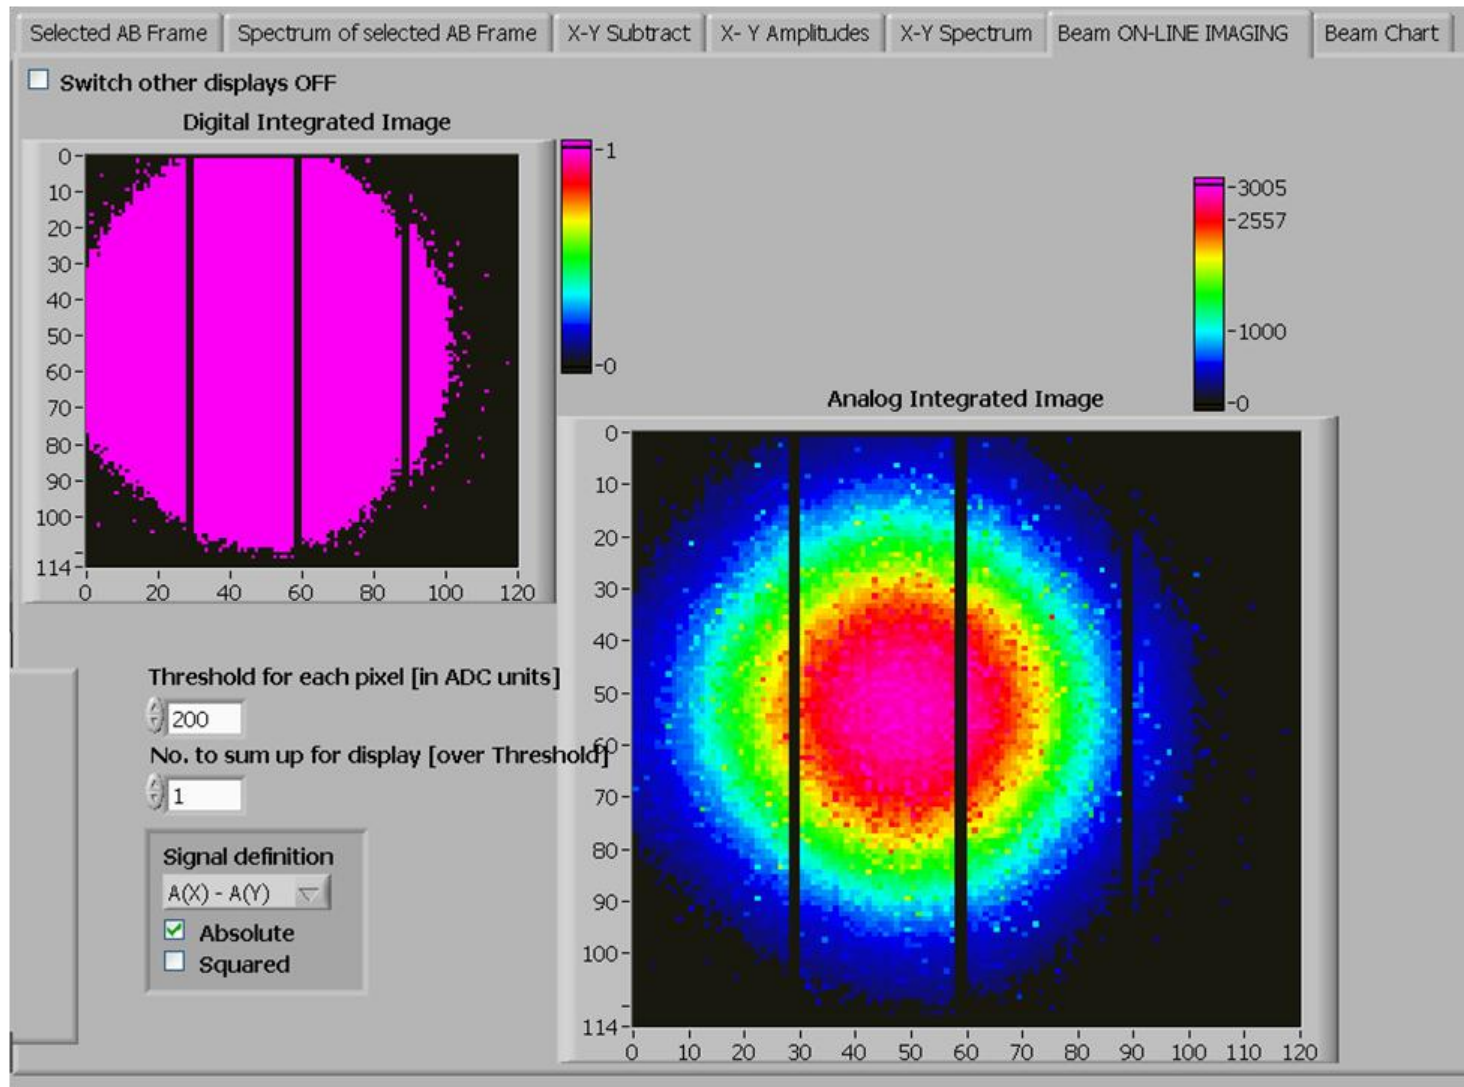 Selected AB Frame
Spectrum of selected AB Frame
X-Y Subtract
X- Y Amplitudes
X-Y Spectrum
Beam ON-LINE IMAGING
Beam Chart
Switch other displays OFF
Digital Integrated Image
0
10
20
30
40
50
60
70
80
90
100
114
0 20 40 60 80 100 120
1
0
3005
2557
1000
0
Analog Integrated Image
0
10
20
30
40
50
60
70
80
90
100
114
0 10 20 30 40 50 60 70 80 90 100 110 120
Threshold for each pixel [in ADC units]
200
No. to sum up for display [over Threshold]
1
Signal definition
A(X) - A(Y)
Absolute
Squared